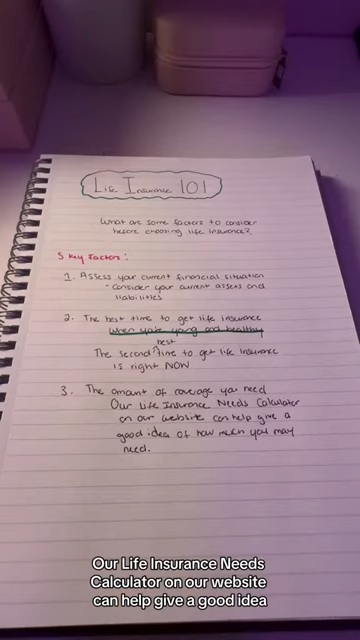 Life Insurance 101
What are some factors to consider
before choosing life insurance?
5 Key Factors:
1. Assess your current financial situation
- Consider your current assets and
liabilities
2. The best time to get life insurance
when you're young and healthy
best
The second time to get life insurance
is right NOW
3. The amount of coverage you need
Our Life Insurance Needs Calculator
on our website can help give a
good idea of how much you may
need.
Our Life Insurance Needs
Calculator on our website
can help give a good idea